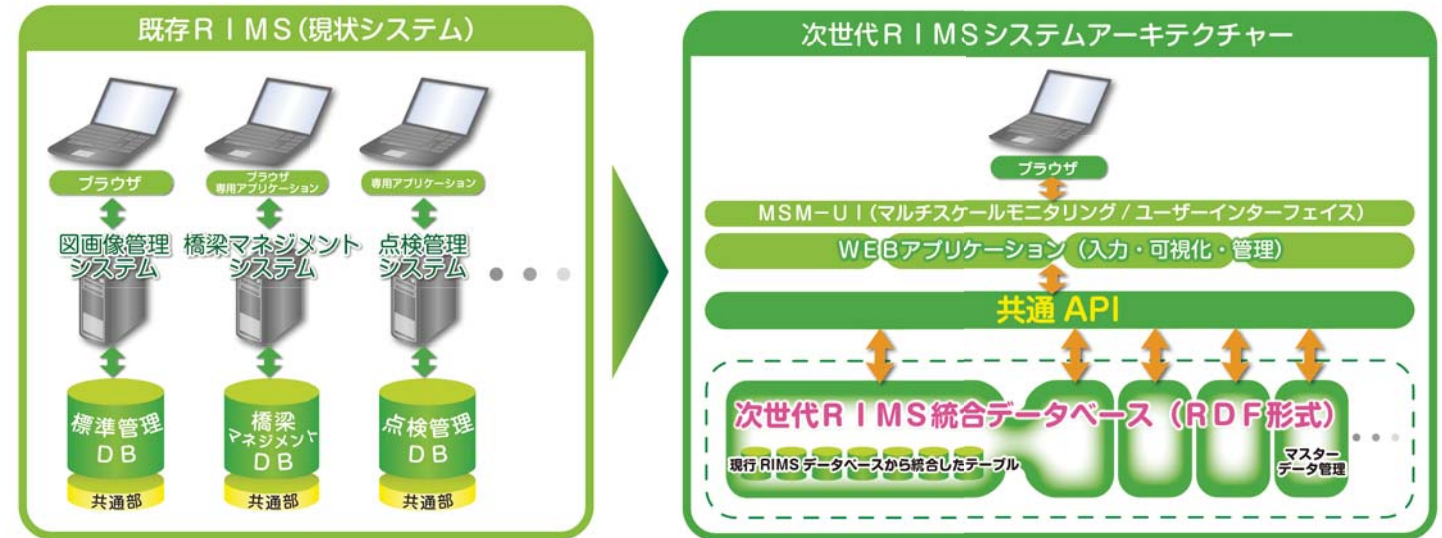 既存RIMS(現状システム)
ブラウザ
ブラウザ
専用アプリケーション
専用アプリケーション
図画像管理
システム
橋梁マネジメント
システム
点検管理
システム
標準管理
DB
橋梁
マネジメント
DB
点検管理
DB
共通部
共通部
共通部
次世代RIMSシステムアーキテクチャー
ブラウザ
MSM-UI(マルチスケールモニタリング/ユーザーインターフェイス)
WEBアプリケーション(入力・可視化・管理)
共通API
次世代RIMS統合データベース(RDF形式)
現行RIMSデータベースから統合したテーブル
マスター
データ管理